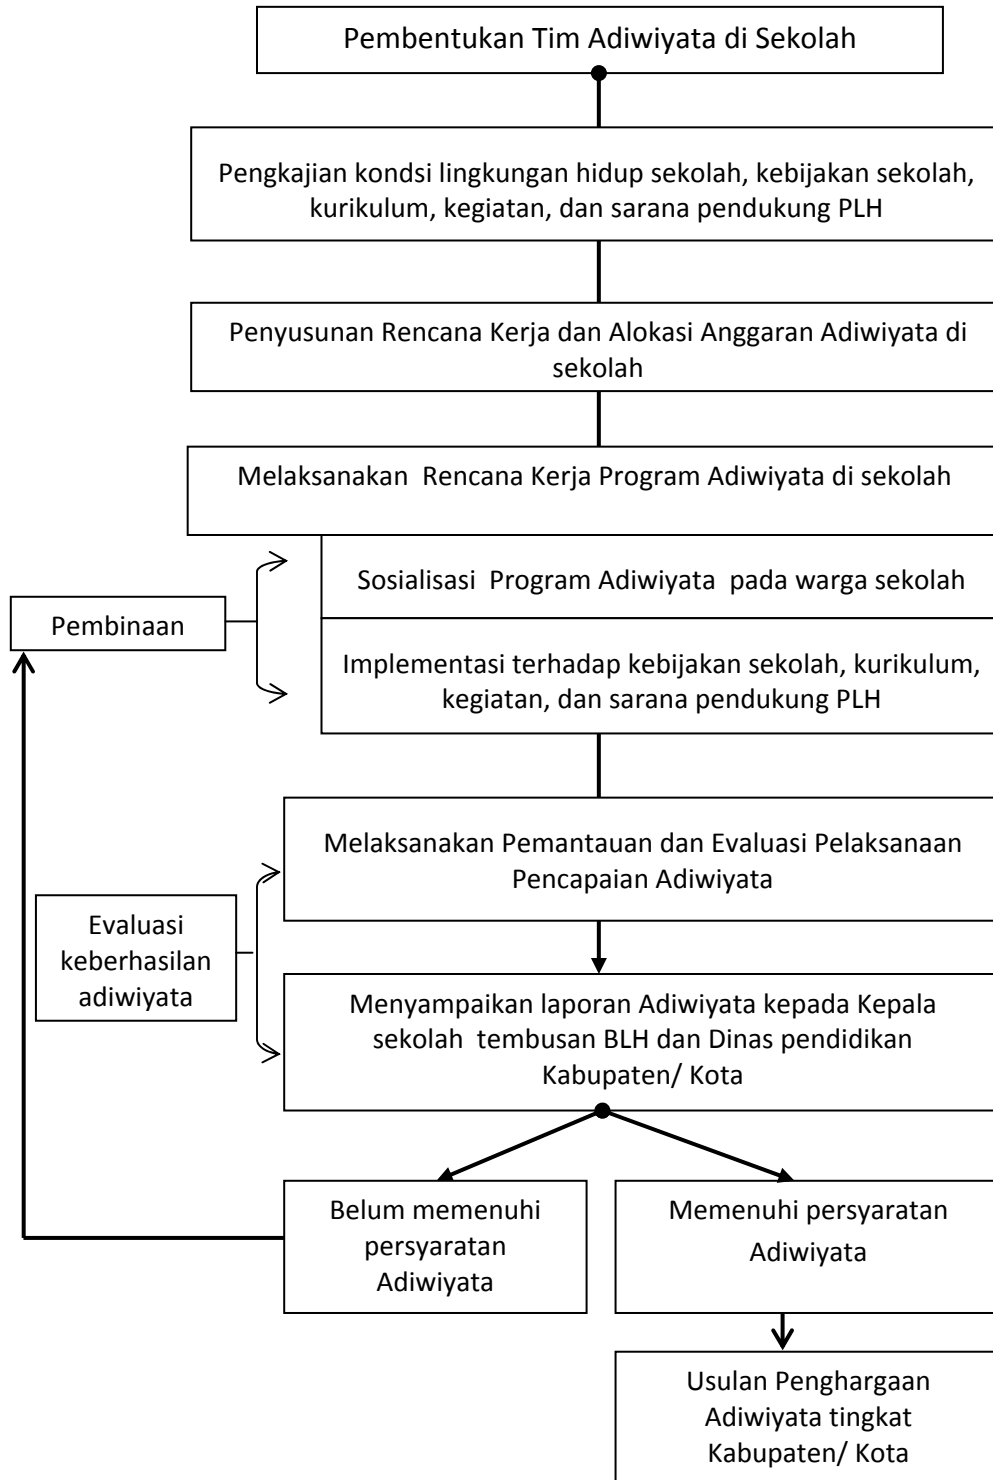 Pembentukan Tim Adiwiyata di Sekolah
Pengkajian kondsi lingkungan hidup sekolah, kebijakan sekolah,
kurikulum, kegiatan, dan sarana pendukung PLH
Penyusunan Rencana Kerja dan Alokasi Anggaran Adiwiyata di
sekolah
Melaksanakan Rencana Kerja Program Adiwiyata di sekolah
Sosialisasi Program Adiwiyata pada warga sekolah
Pembinaan
Implementasi terhadap kebijakan sekolah, kurikulum,
kegiatan, dan sarana pendukung PLH
Melaksanakan Pemantauan dan Evaluasi Pelaksanaan
Pencapaian Adiwiyata
Evaluasi
keberhasilan
adiwiyata
Menyampaikan laporan Adiwiyata kepada Kepala
sekolah tembusan BLH dan Dinas pendidikan
Kabupaten/ Kota
Belum memenuhi
persyaratan
Adiwiyata
Memenuhi persyaratan
Adiwiyata
Usulan Penghargaan
Adiwiyata tingkat
Kabupaten/ Kota